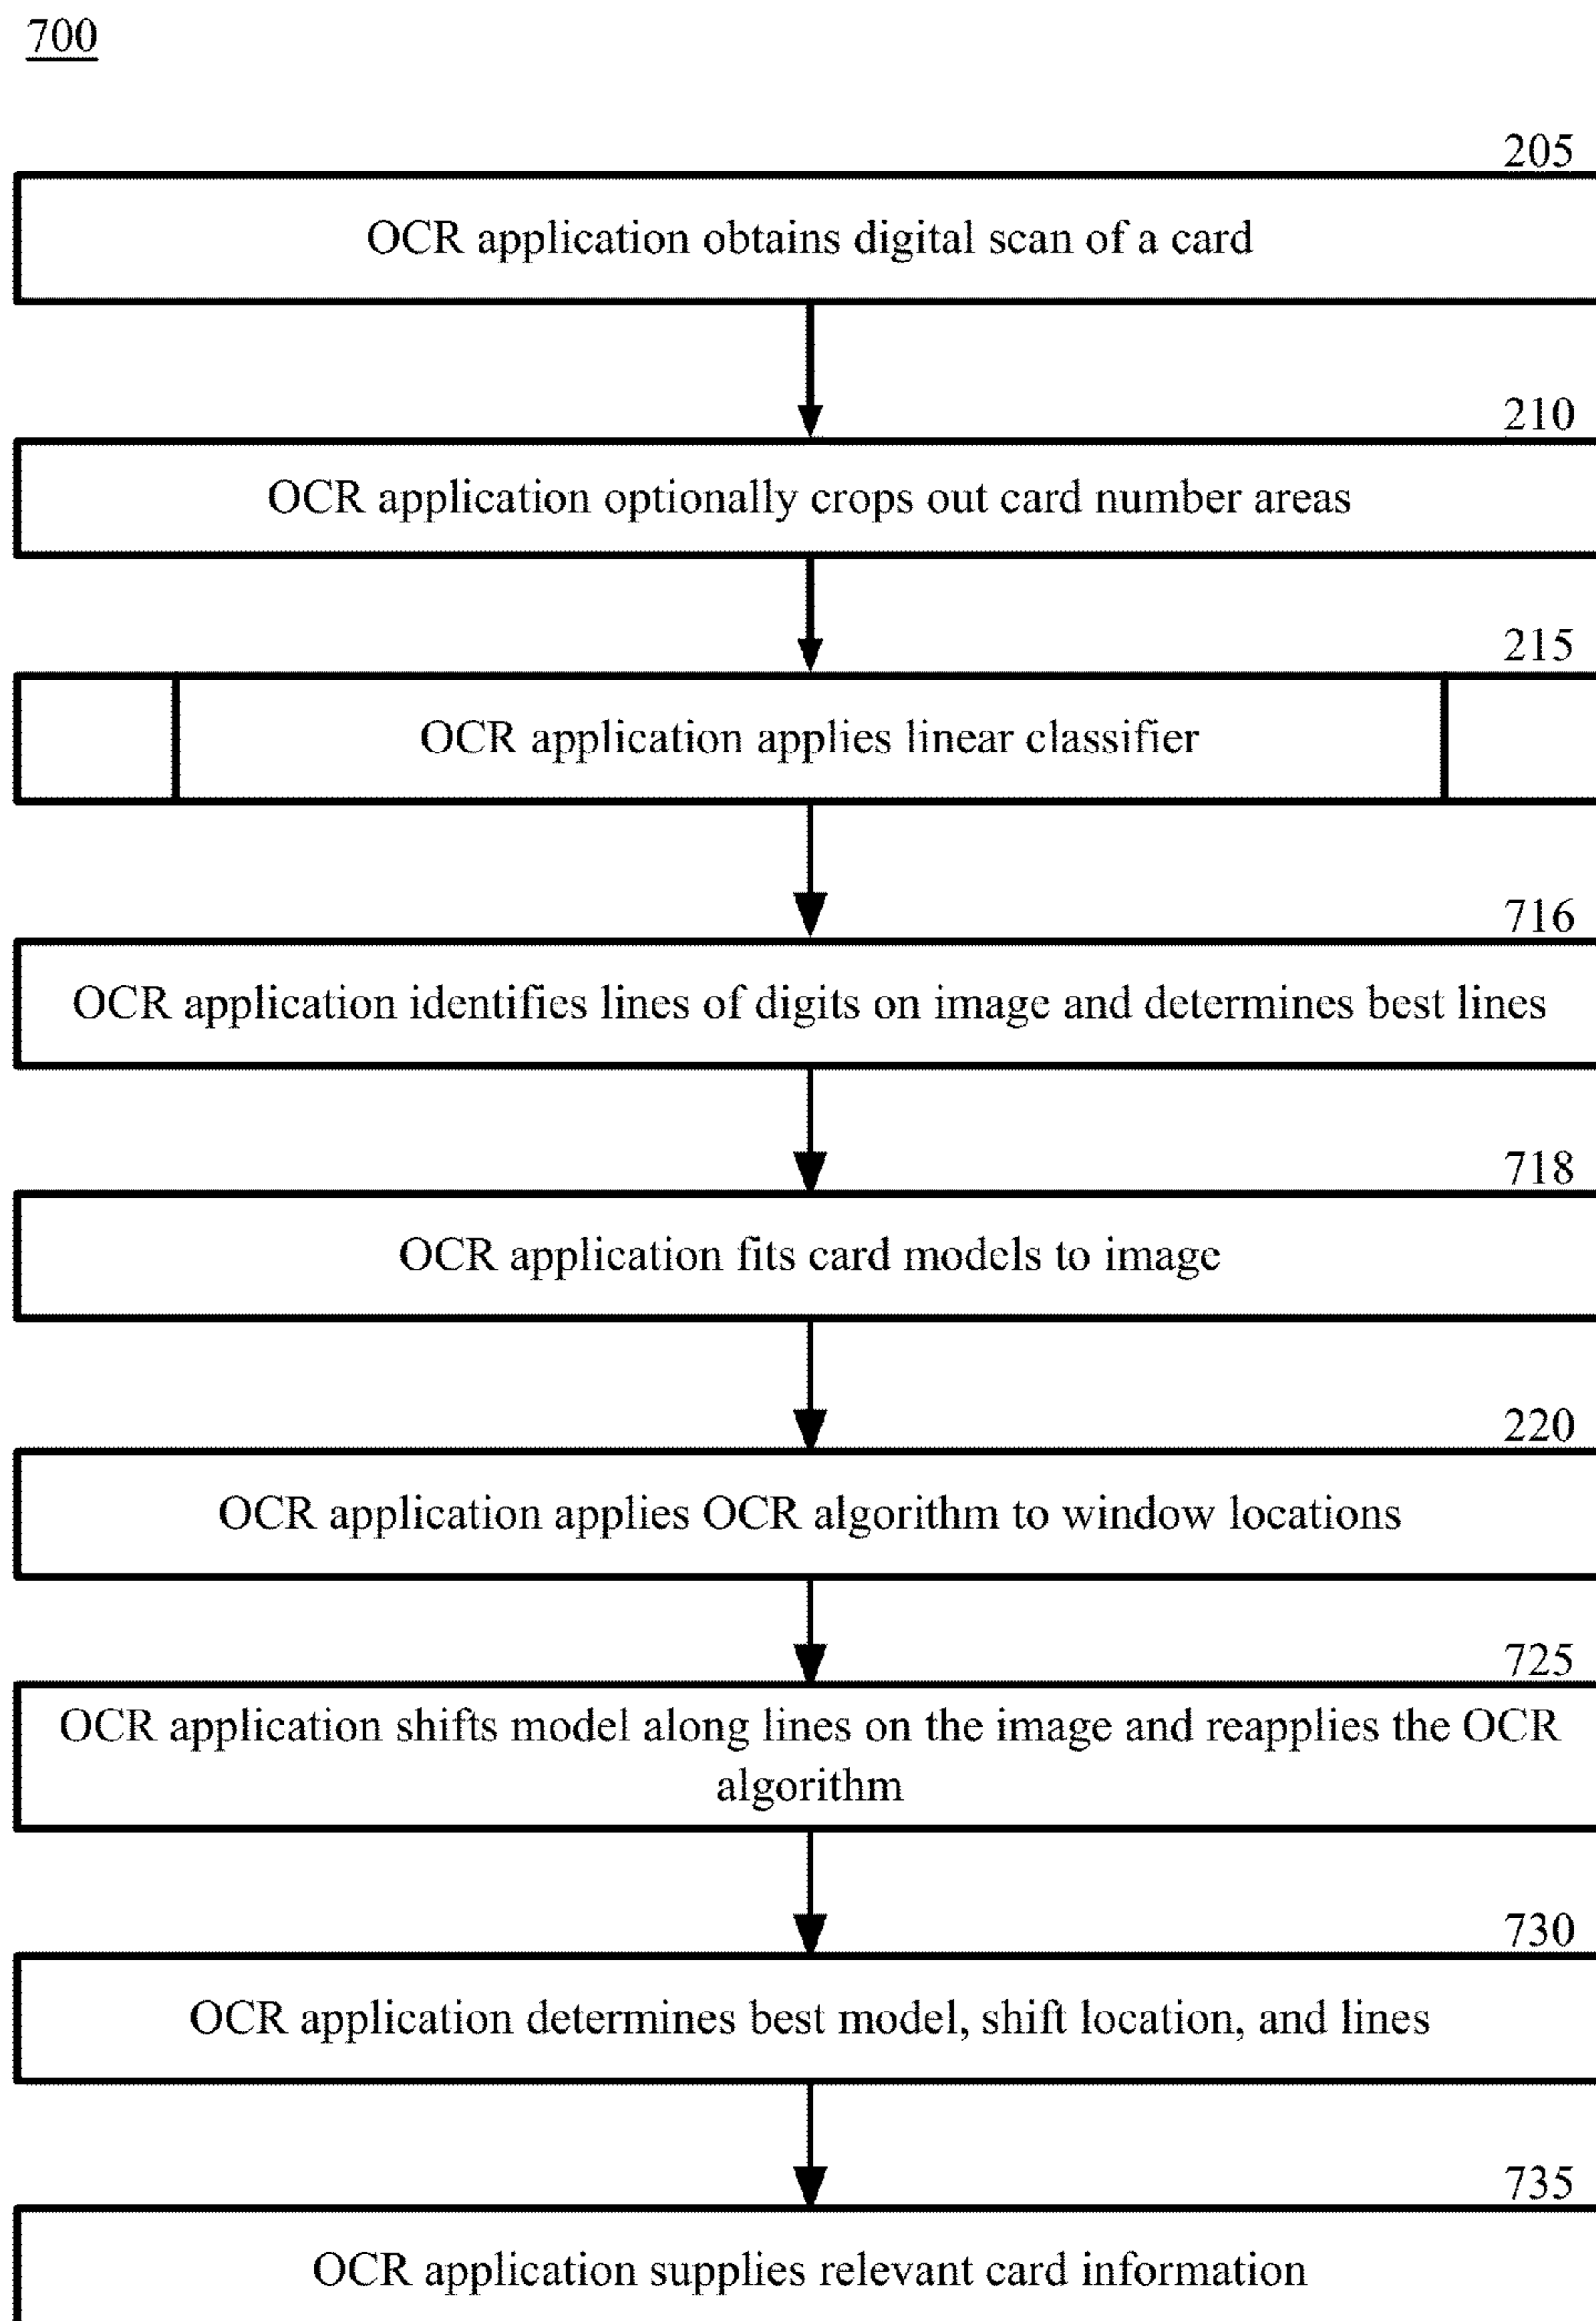 700
205
OCR application obtains digital scan of a card
210
OCR application optionally crops out card number areas
215
OCR application applies linear classifier
716
OCR application identifies lines of digits on image and determines best lines
718
OCR application fits card models to image
220
OCR application applies OCR algorithm to window locations
725
OCR application shifts model along lines on the image and reapplies the OCR
algorithm
730
OCR application determines best model, shift location, and lines
735
OCR application supplies relevant card information